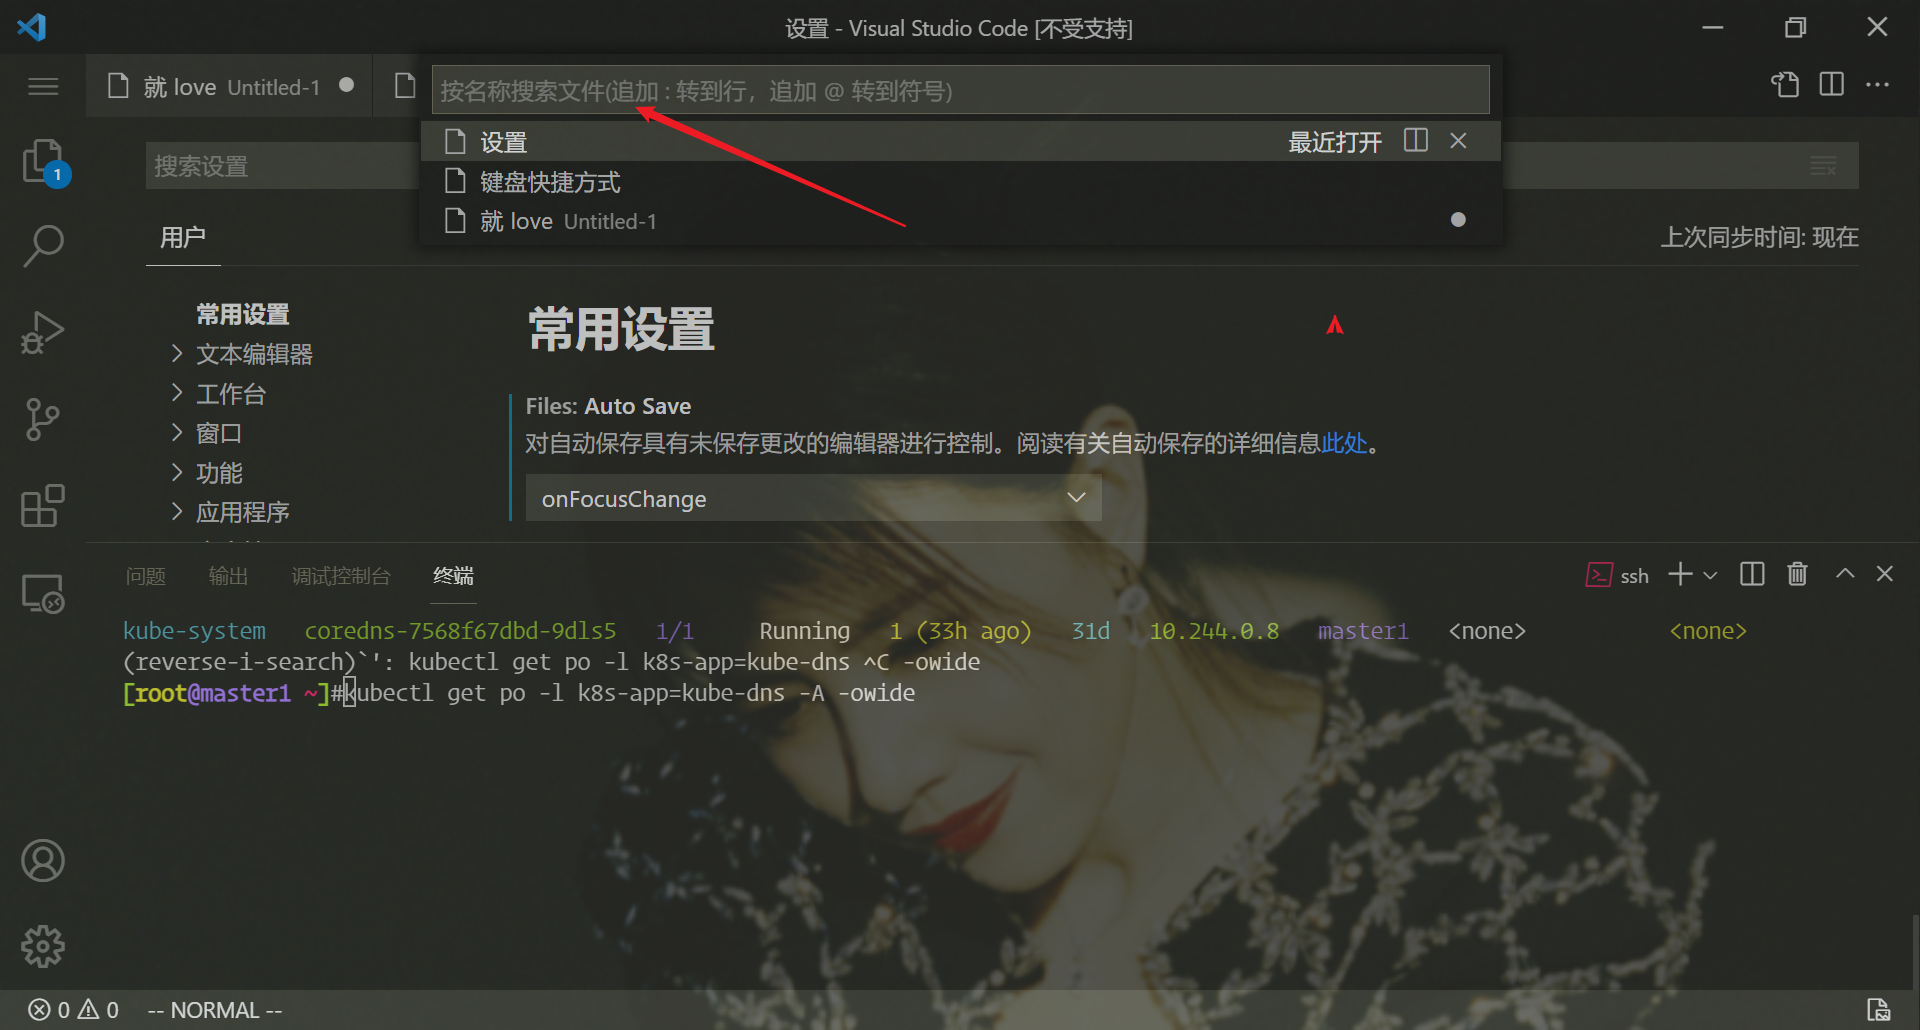 设置 - Visual Studio Code [不受支持]
就 love Untitled-1
按名称搜索文件(追加 : 转到行，追加 @ 转到符号)
设置 最近打开
键盘快捷方式
就 love Untitled-1
1
搜索设置
用户
上次同步时间: 现在
常用设置
文本编辑器
工作台
窗口
功能
应用程序
常用设置
Files: Auto Save
对自动保存具有未保存更改的编辑器进行控制。阅读有关自动保存的详细信息此处。
onFocusChange
问题 输出 调试控制台 终端
ssh
kube-system coredns-7568f67dbd-9dls5 1/1 Running 1 (33h ago) 31d 10.244.0.8 master1 <none> <none>
(reverse-i-search)`': kubectl get po -l k8s-app=kube-dns ^C -owide
[root@master1 ~]#kubectl get po -l k8s-app=kube-dns -A -owide
0 0 -- NORMAL --